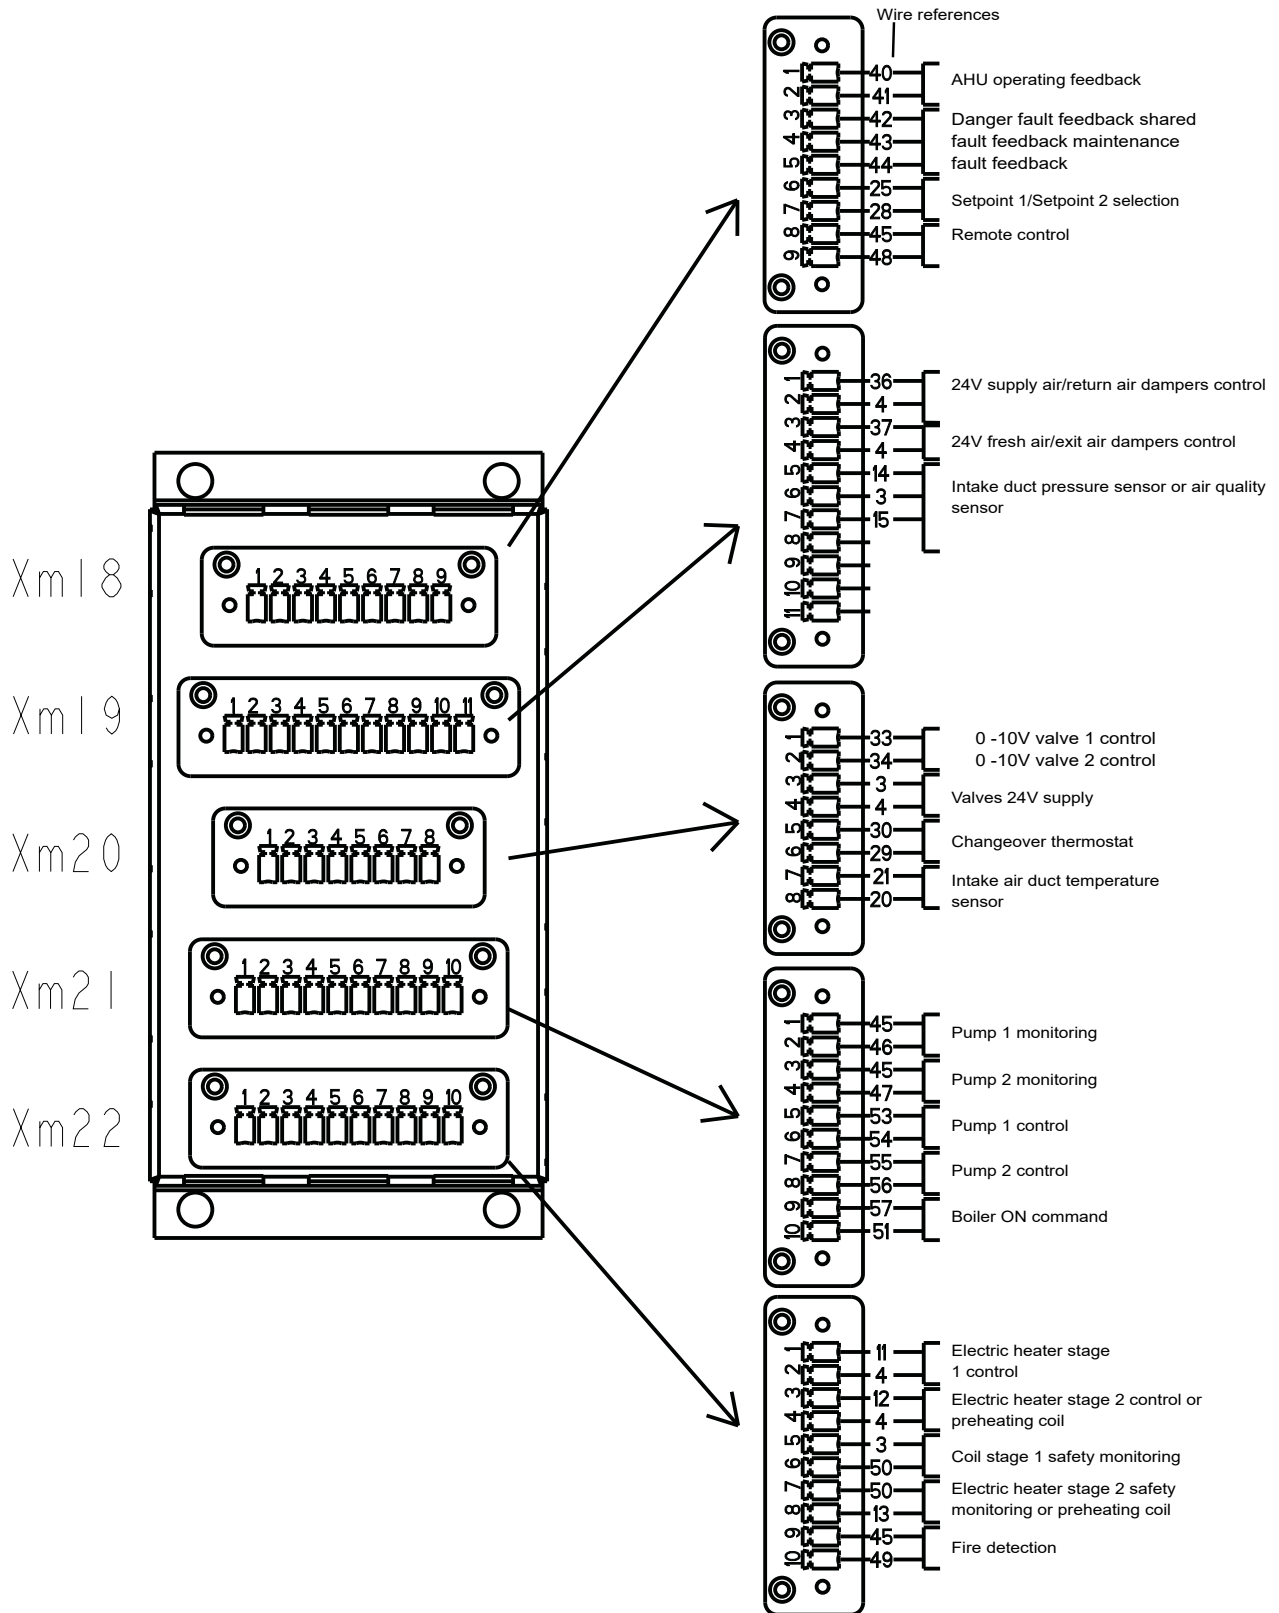 Wire references
1 40
2 41
AHU operating feedback
3 42
4 43
5 44
Danger fault feedback shared
fault feedback maintenance
fault feedback
6 25
7 28
Setpoint 1/Setpoint 2 selection
8 45
9 48
Remote control
1 36
2 4
24V supply air/return air dampers control
3 37
4 4
24V fresh air/exit air dampers control
5 14
6 3
7 15
8
Intake duct pressure sensor or air quality
sensor
9
10
11
Xm18
1 2 3 4 5 6 7 8 9
Xm19
1 2 3 4 5 6 7 8 9 10 11
Xm20
1 2 3 4 5 6 7 8
Xm21
1 2 3 4 5 6 7 8 9 10
Xm22
1 2 3 4 5 6 7 8 9 10
1 33
2 34
0 -10V valve 1 control
0 -10V valve 2 control
3 3
4 4
Valves 24V supply
5 30
6 29
Changeover thermostat
7 21
8 20
Intake air duct temperature
sensor
1 45
2 46
Pump 1 monitoring
3 45
4 47
Pump 2 monitoring
5 53
6 54
Pump 1 control
7 55
8 56
Pump 2 control
9 57
10 51
Boiler ON command
1 11
2 4
Electric heater stage
1 control
3 12
4 4
Electric heater stage 2 control or
preheating coil
5 3
6 50
Coil stage 1 safety monitoring
7 50
8 13
Electric heater stage 2 safety
monitoring or preheating coil
9 45
10 49
Fire detection